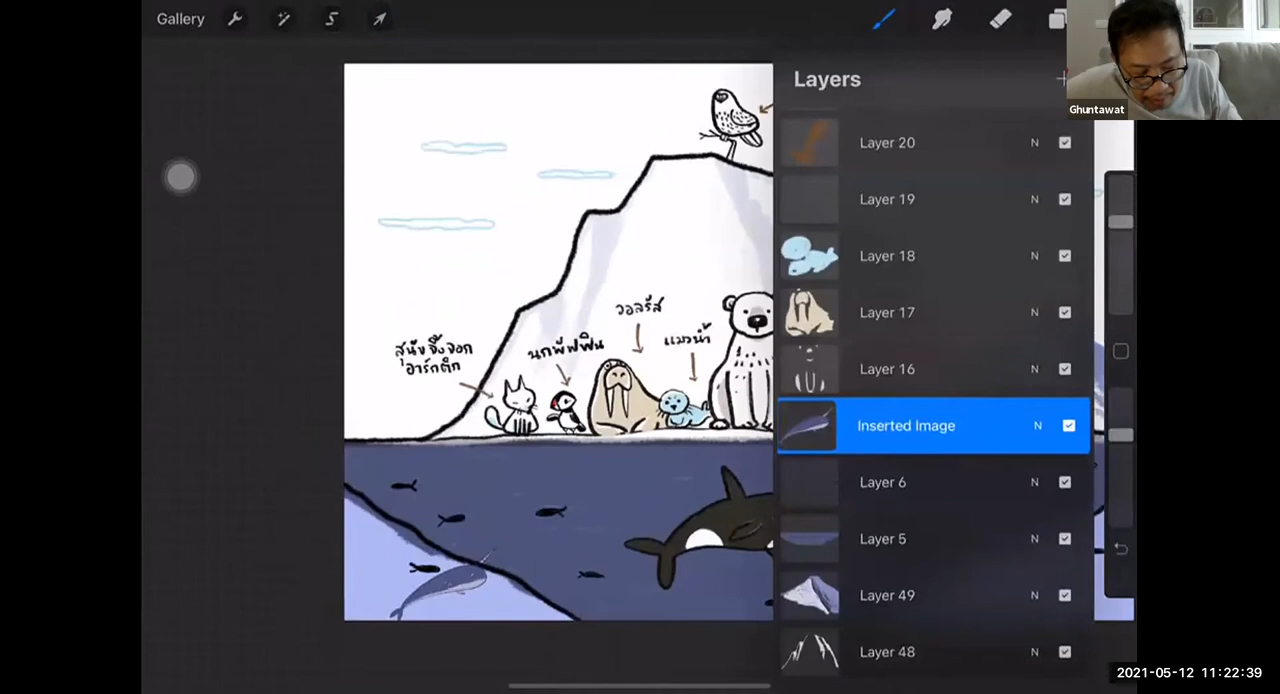 Gallery
Layers
Ghuntawat
Layer 20 N
Layer 19 N
Layer 18 N
Layer 17 N
Layer 16 N
Inserted Image N
Layer 6 N
Layer 5 N
Layer 49 N
Layer 48 N
วอลรัส
แมวน้ำ
นกพัฟฟิน
สุนัขจิ้งจอก
อาร์กติก
2021-05-12 11:22:39